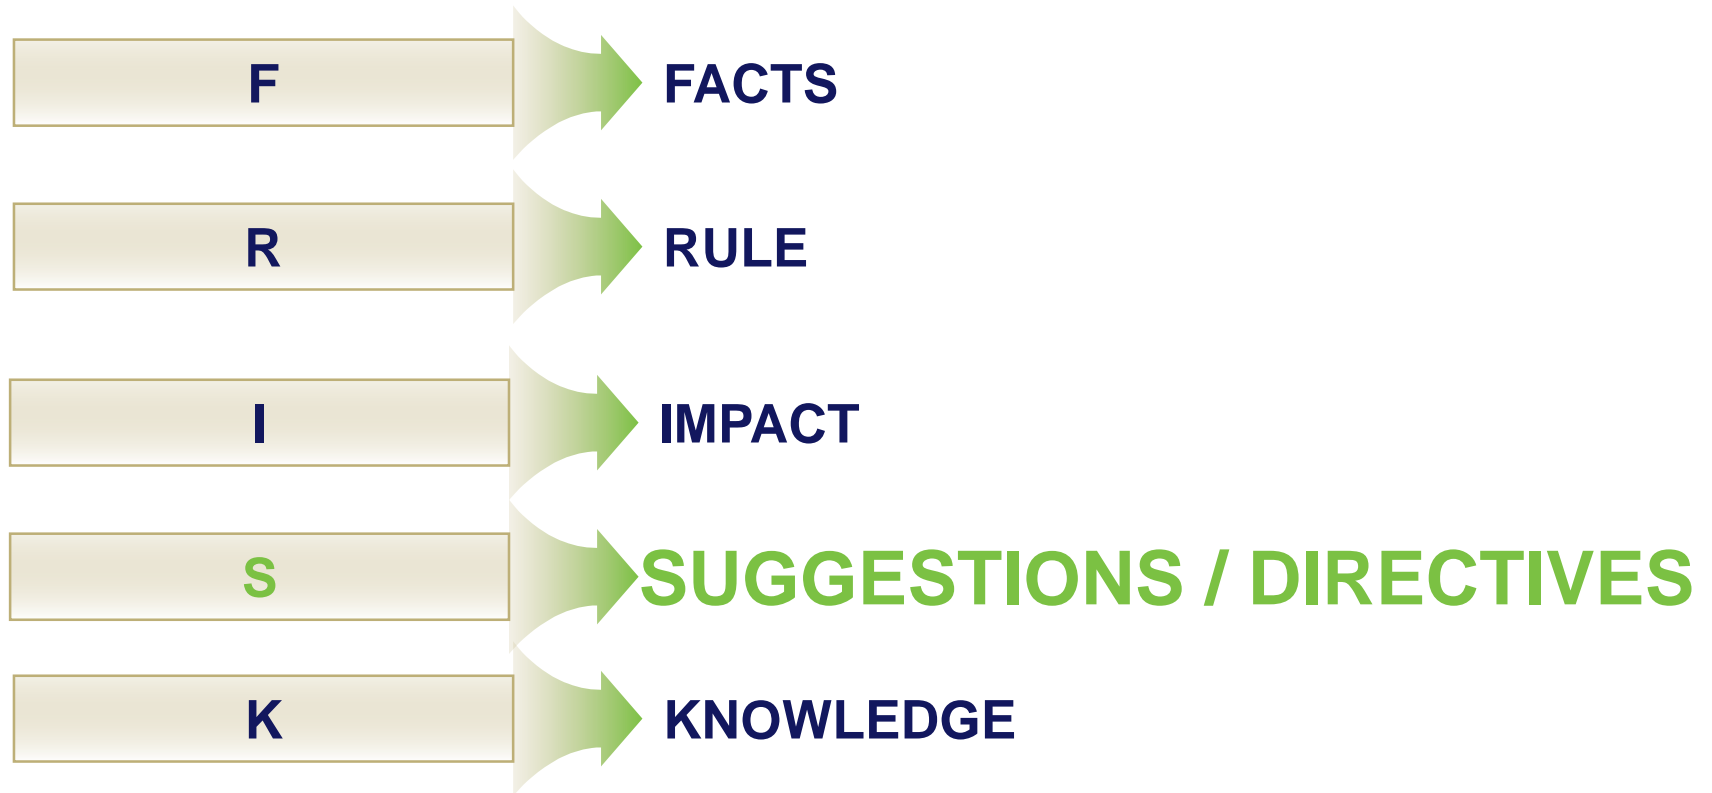 F FACTS
R RULE
I IMPACT
S SUGGESTIONS / DIRECTIVES
K KNOWLEDGE